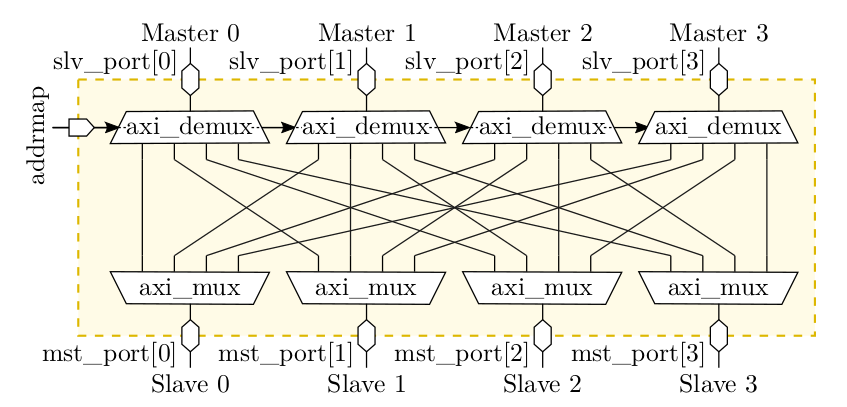 Master 0 Master 1 Master 2 Master 3
slv_port[0] slv_port[1] slv_port[2] slv_port[3]
addrmap
axi_demux axi_demux axi_demux axi_demux
axi_mux axi_mux axi_mux axi_mux
mst_port[0] mst_port[1] mst_port[2] mst_port[3]
Slave 0 Slave 1 Slave 2 Slave 3